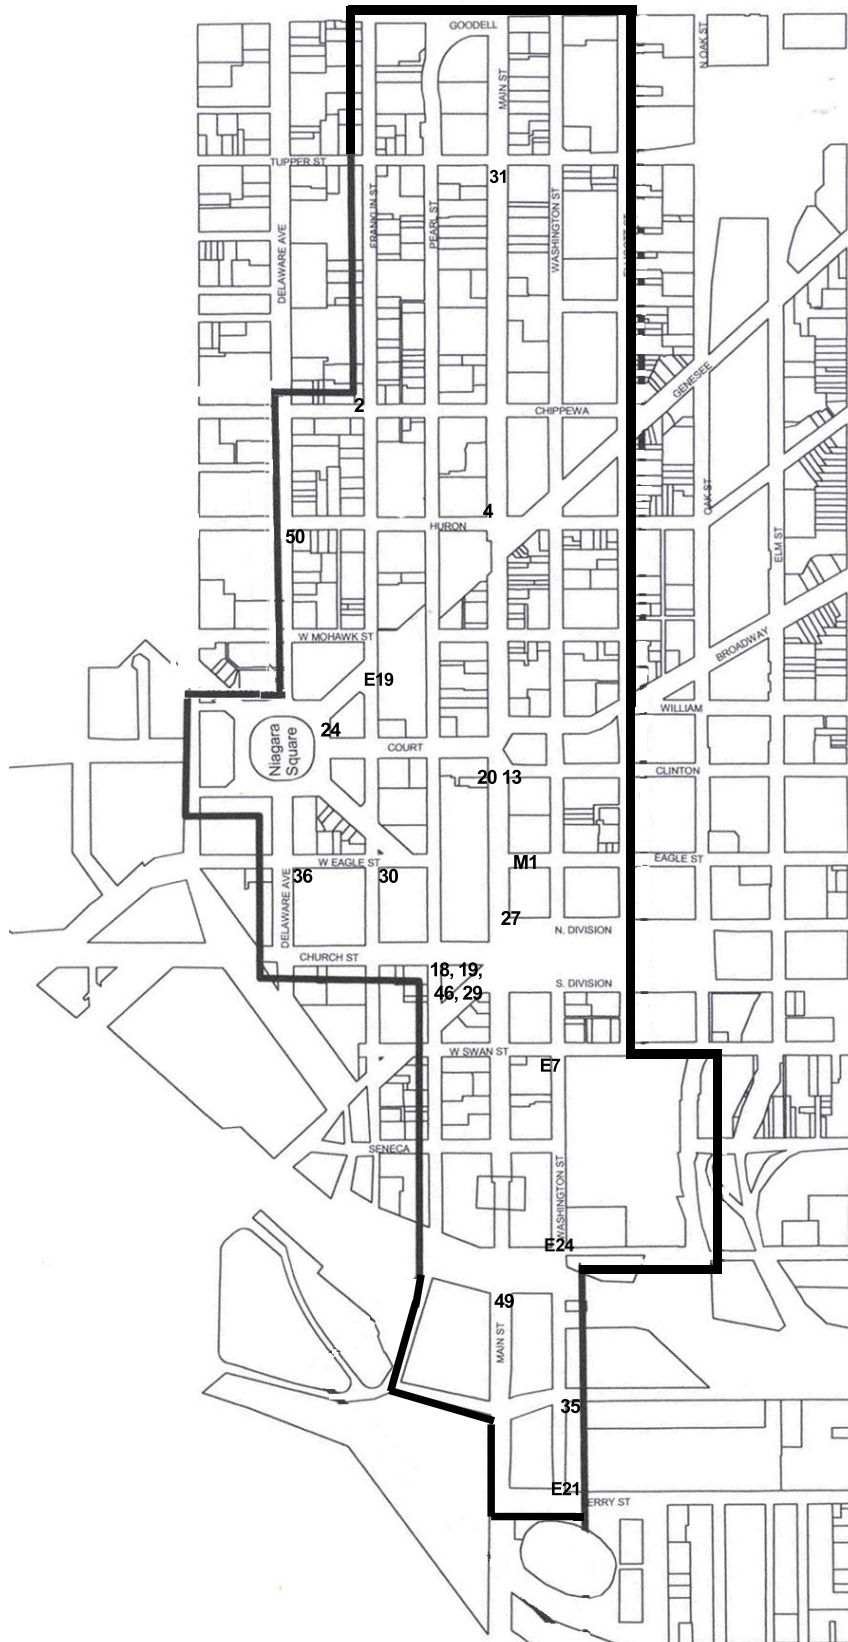 GOODELL
N OAK ST
MAIN ST
TUPPER ST
31
FRANKLIN ST
PEARL ST
WASHINGTON ST
DELAWARE AVE
GENESEE
2
CHIPPEWA
OAK ST
4
HURON
50
ELM ST
W MOHAWK ST
BROADWAY
E19
WILLIAM
24
Niagara
Square
COURT
CLINTON
20 13
W EAGLE ST
M1
EAGLE ST
36
30
DELAWARE AVE
27
N. DIVISION
CHURCH ST
18, 19,
46, 29
S. DIVISION
W SWAN ST
E7
SENECA
WASHINGTON ST
E24
49
MAIN ST
35
E21
ERRY ST